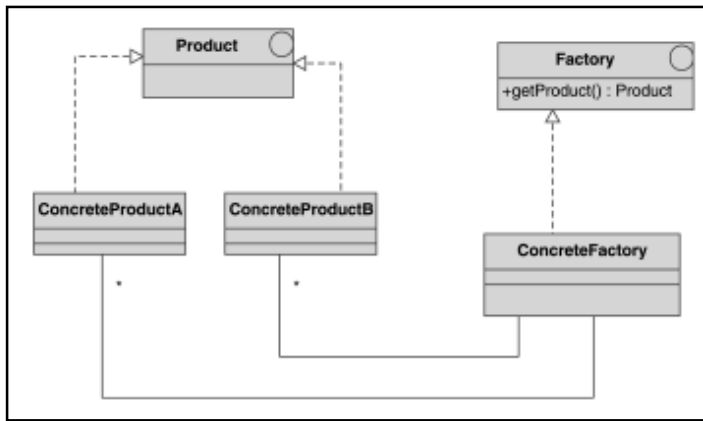 Product
Factory
+getProduct() : Product
ConcreteProductA
ConcreteProductB
ConcreteFactory
*
*